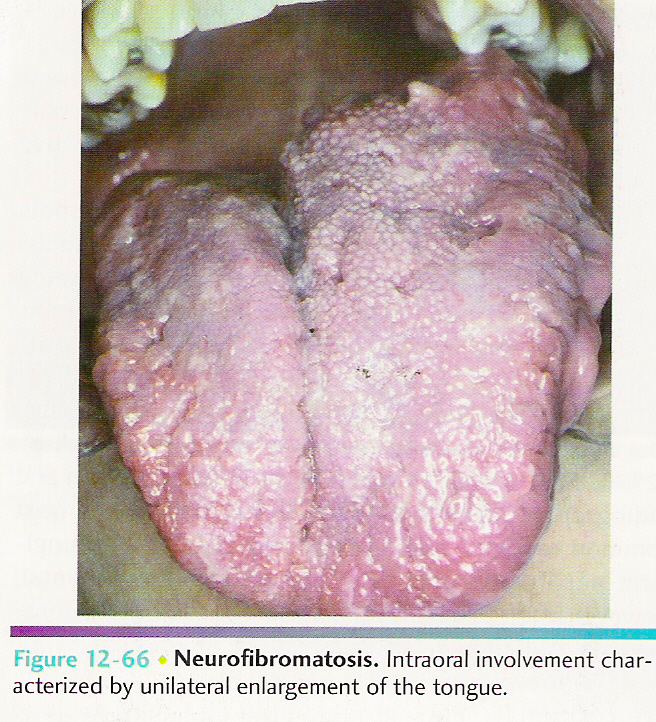 Figure 12-66 • Neurofibromatosis. Intraoral involvement char-
acterized by unilateral enlargement of the tongue.